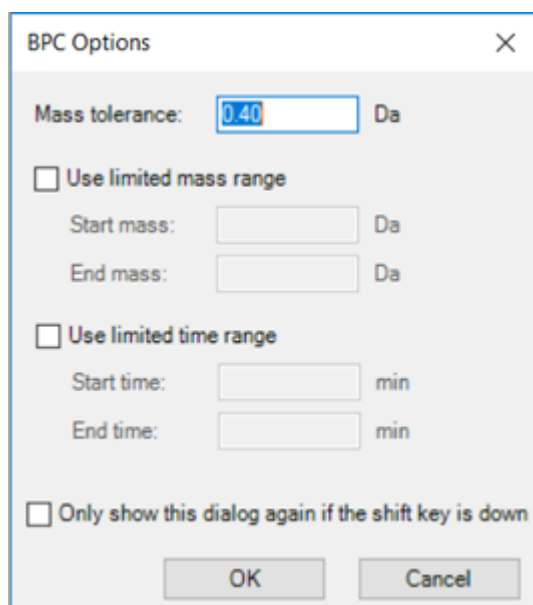 BPC Options
Mass tolerance: 0.40 Da
Use limited mass range
Start mass: Da
End mass: Da
Use limited time range
Start time: min
End time: min
Only show this dialog again if the shift key is down
OK Cancel